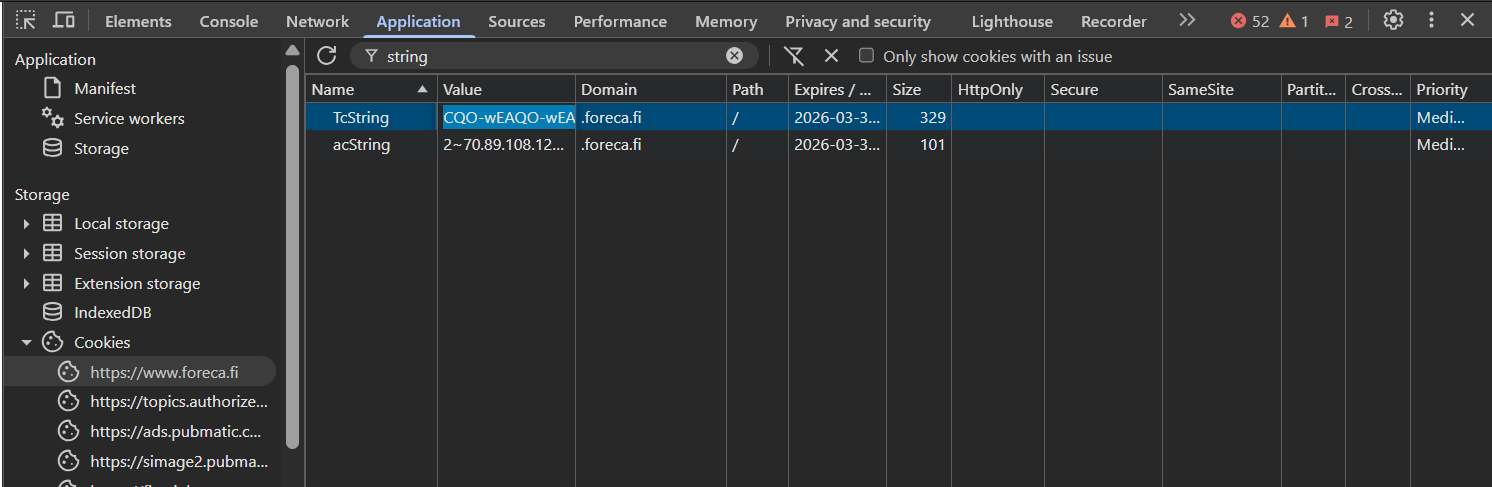 Elements Console Network Application Sources Performance Memory Privacy and security Lighthouse Recorder 52 1 2
Application
Manifest
Service workers
Storage
Storage
Local storage
Session storage
Extension storage
IndexedDB
Cookies
https://www.foreca.fi
https://topics.authorize...
https://ads.pubmatic.c...
https://simage2.pubma...
string Only show cookies with an issue
Name Value Domain Path Expires / ... Size HttpOnly Secure SameSite Partit... Cross... Priority
TcString CQO-wEAQO-wEA .foreca.fi / 2026-03-3... 329 Medi...
acString 2~70.89.108.12... .foreca.fi / 2026-03-3... 101 Medi...